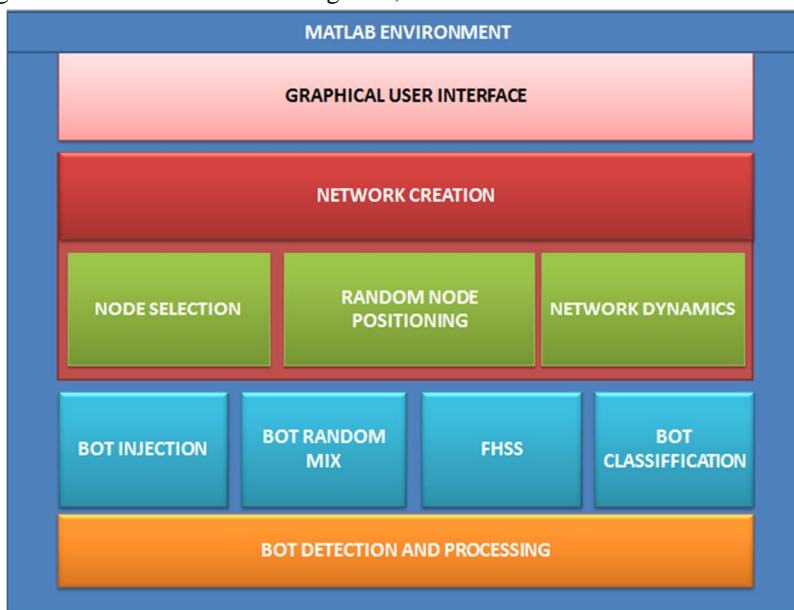 MATLAB ENVIRONMENT
GRAPHICAL USER INTERFACE
NETWORK CREATION
NODE SELECTION
RANDOM NODE
POSITIONING
NETWORK DYNAMICS
BOT INJECTION
BOT RANDOM
MIX
FHSS
BOT
CLASSIFFICATION
BOT DETECTION AND PROCESSING